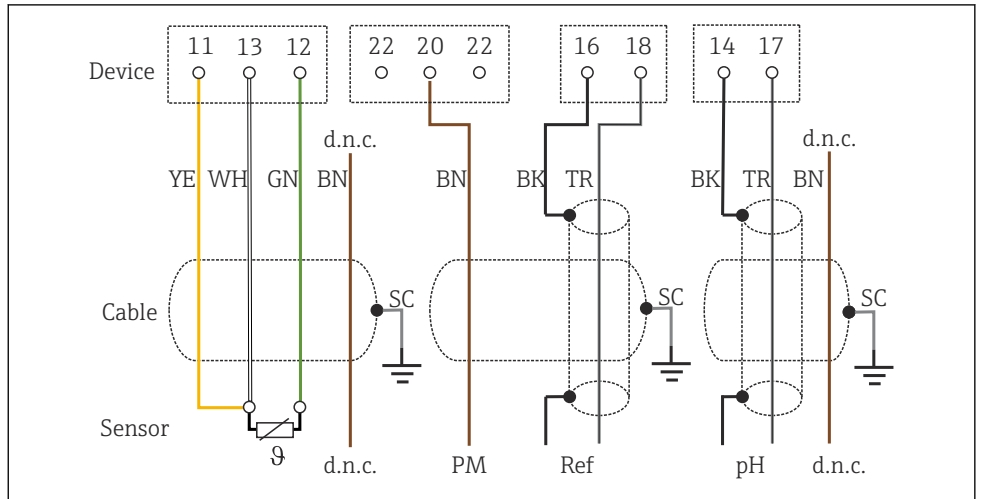 11 13 12 22 20 22 16 18 14 17
Device
d.n.c. d.n.c.
YE WH GN BN BN BK TR BK TR BN
SC SC SC
Cable
Sensor
ϑ d.n.c. PM Ref pH d.n.c.